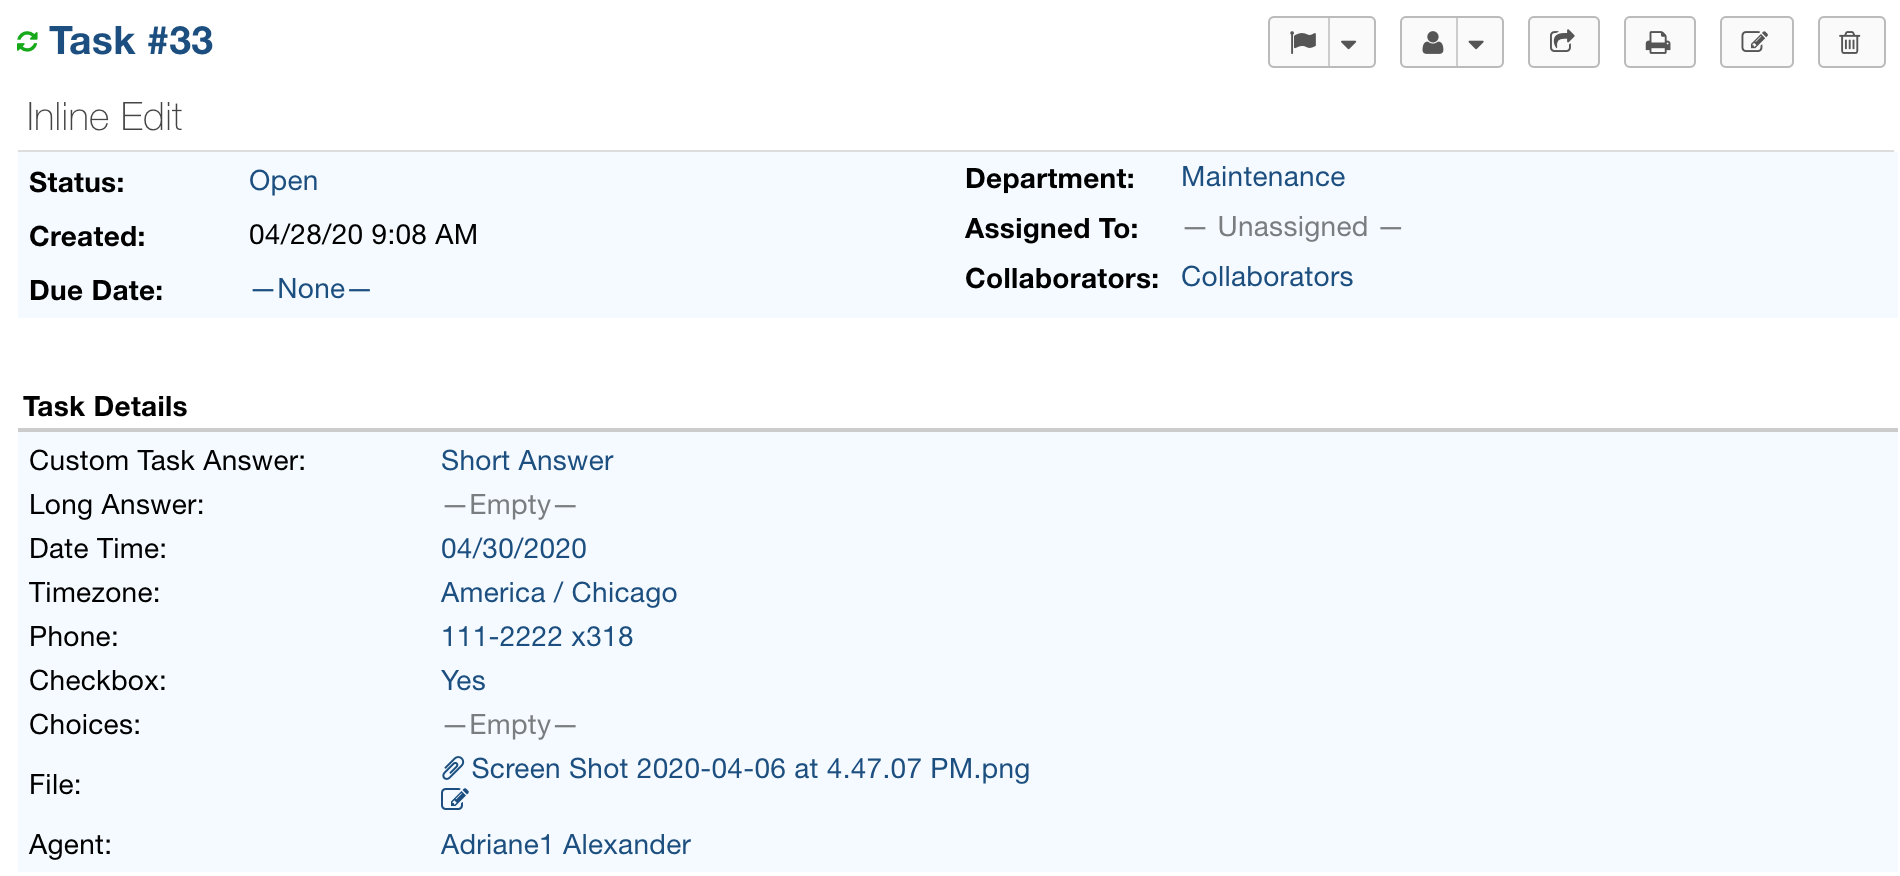 Task #33
Inline Edit
Status: Open
Created: 04/28/20 9:08 AM
Due Date: —None—
Department: Maintenance
Assigned To: — Unassigned —
Collaborators: Collaborators
Task Details
Custom Task Answer: Short Answer
Long Answer: —Empty—
Date Time: 04/30/2020
Timezone: America / Chicago
Phone: 111-2222 x318
Checkbox: Yes
Choices: —Empty—
File: Screen Shot 2020-04-06 at 4.47.07 PM.png
Agent: Adriane1 Alexander